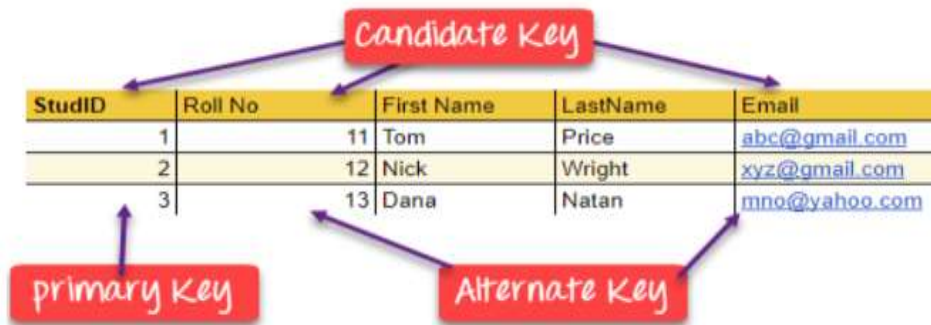 Candidate Key
StudID Roll No First Name LastName Email
1 11 Tom Price abc@gmail.com
2 12 Nick Wright xyz@gmail.com
3 13 Dana Natan mno@yahoo.com
primary Key Alternate Key